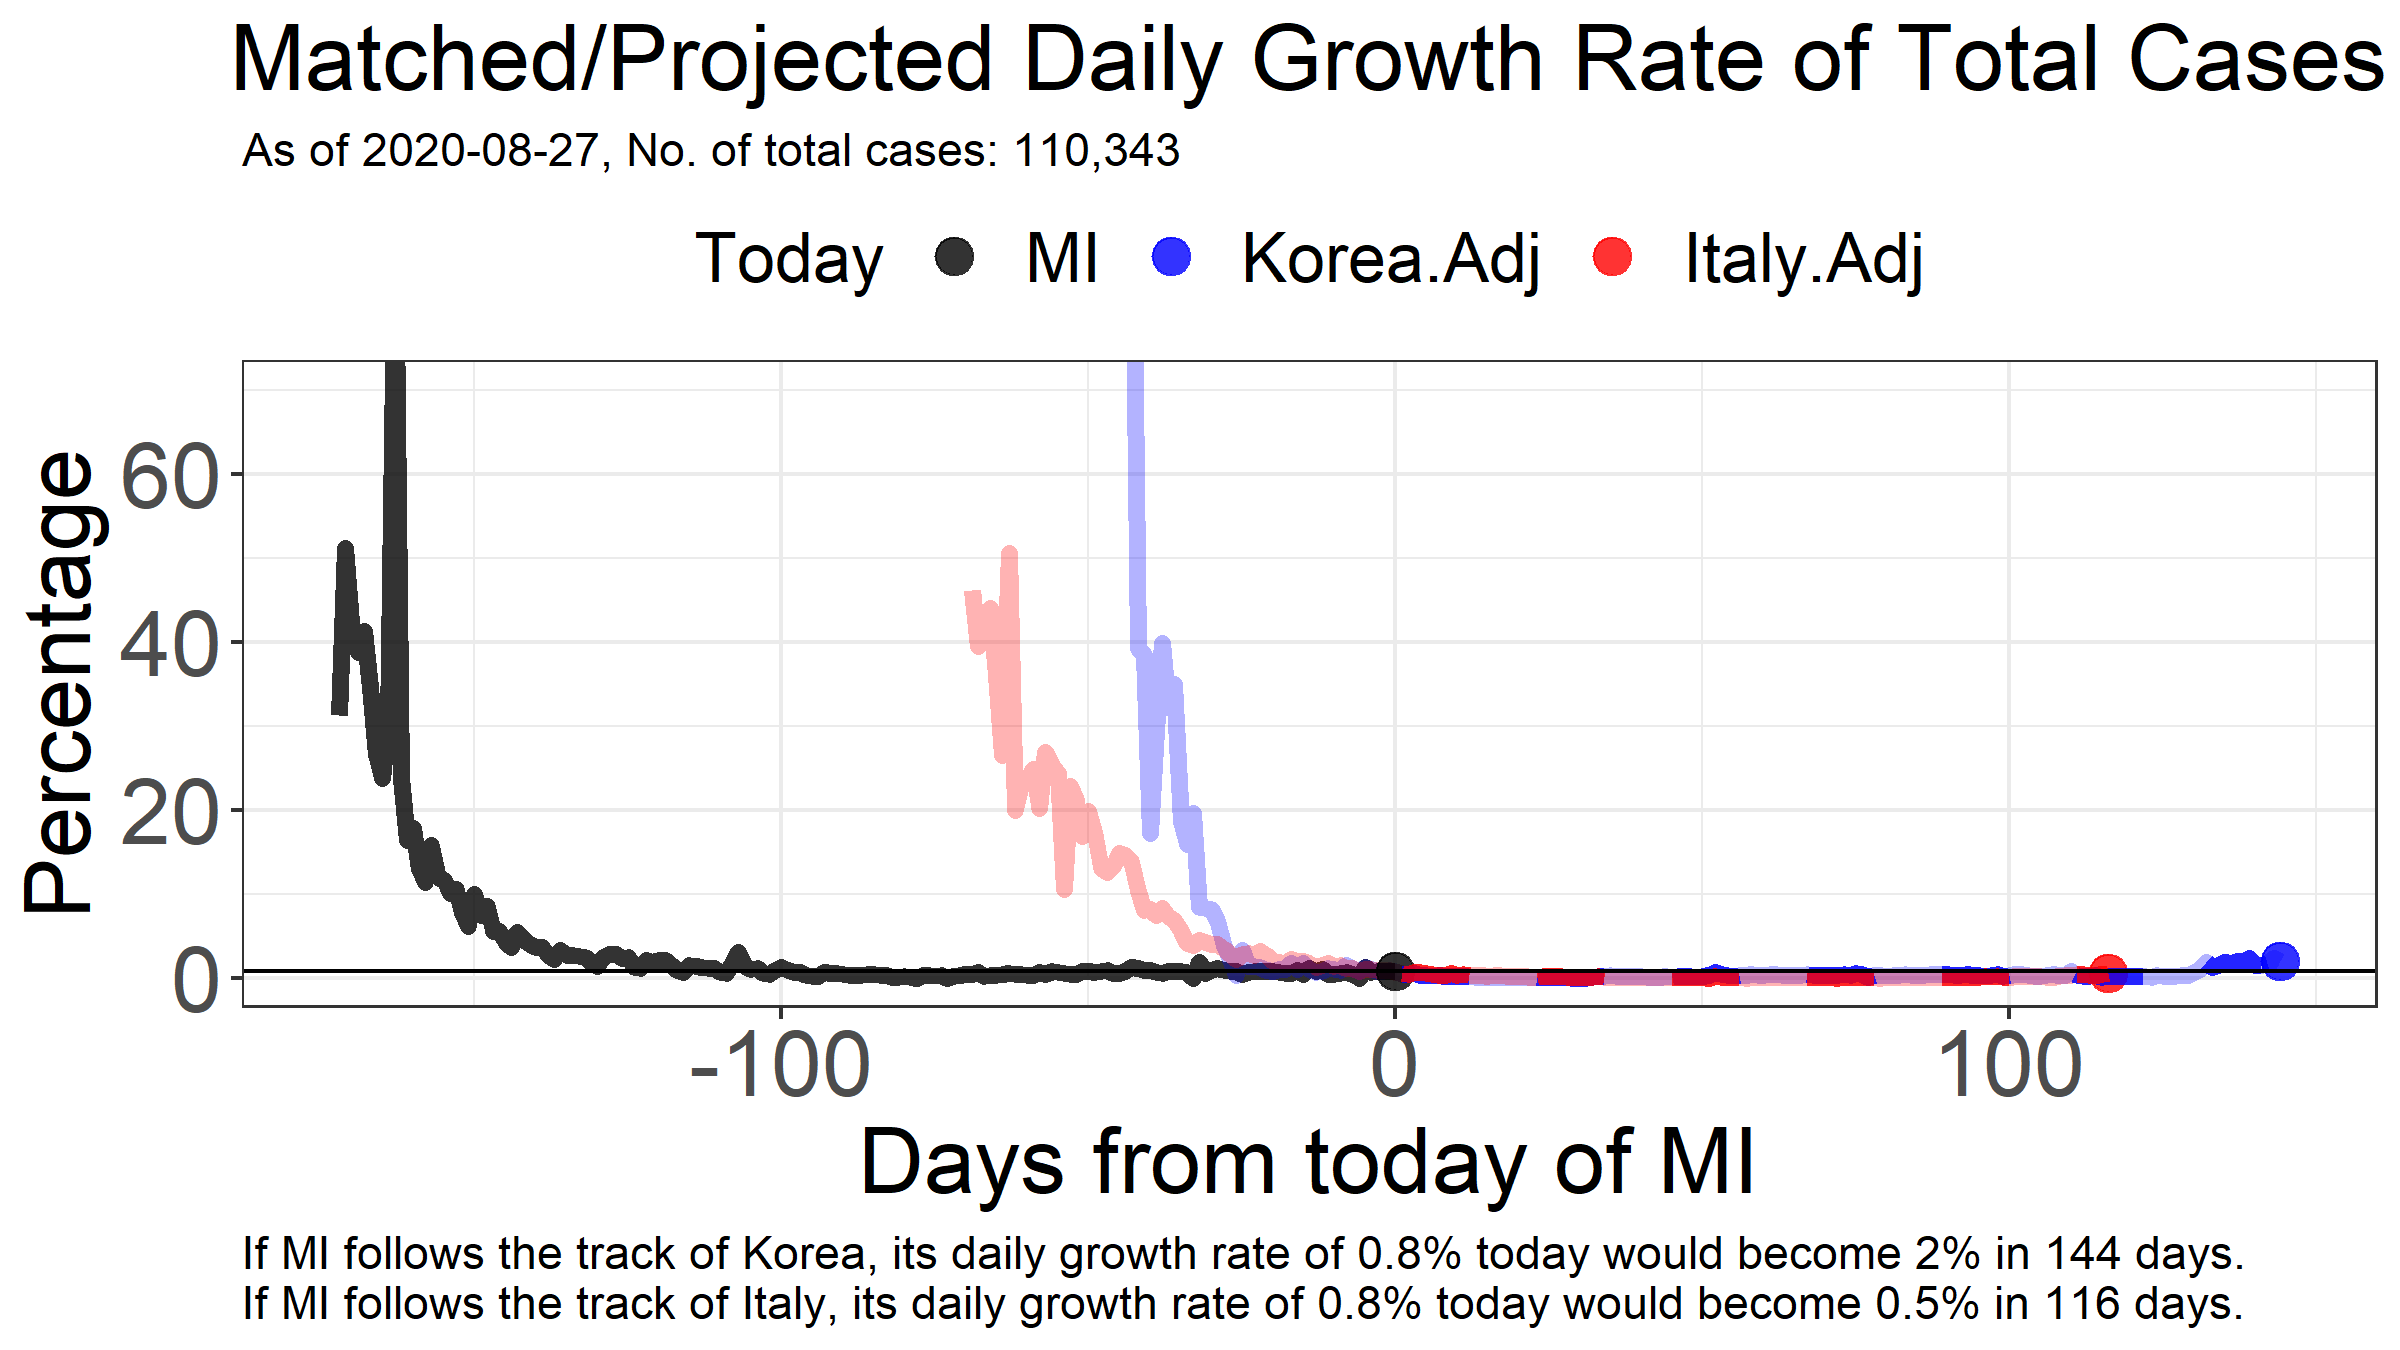 Matched/Projected Daily Growth Rate of Total Cases
As of 2020-08-27, No. of total cases: 110,343
Today MI Korea.Adj Italy.Adj
Percentage
60
40
20
0
-100 0 100
Days from today of MI
If MI follows the track of Korea, its daily growth rate of 0.8% today would become 2% in 144 days.
If MI follows the track of Italy, its daily growth rate of 0.8% today would become 0.5% in 116 days.